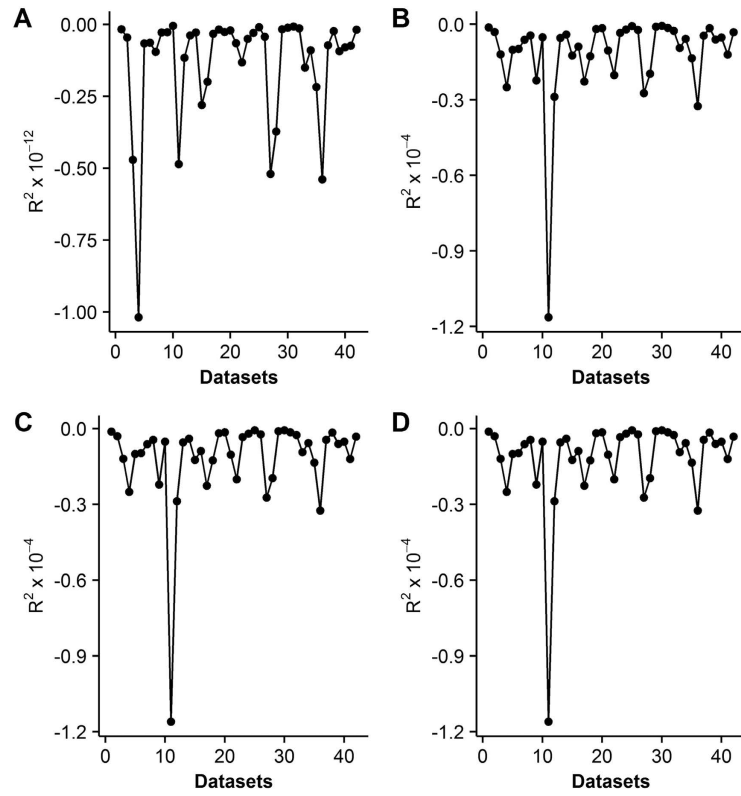 A
0.00
-0.25
-0.50
-0.75
-1.00
R² x 10⁻¹²
0 10 20 30 40
Datasets
B
0.0
-0.3
-0.6
-0.9
-1.2
R² x 10⁻⁴
0 10 20 30 40
Datasets
C
0.0
-0.3
-0.6
-0.9
-1.2
R² x 10⁻⁴
0 10 20 30 40
Datasets
D
0.0
-0.3
-0.6
-0.9
-1.2
R² x 10⁻⁴
0 10 20 30 40
Datasets